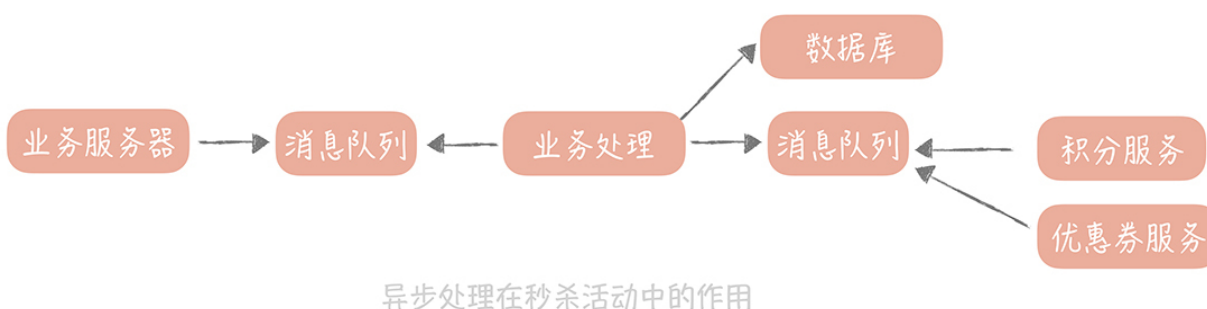 数据库
业务服务器
消息队列
业务处理
消息队列
积分服务
优惠券服务
异步处理在秒杀活动中的作用